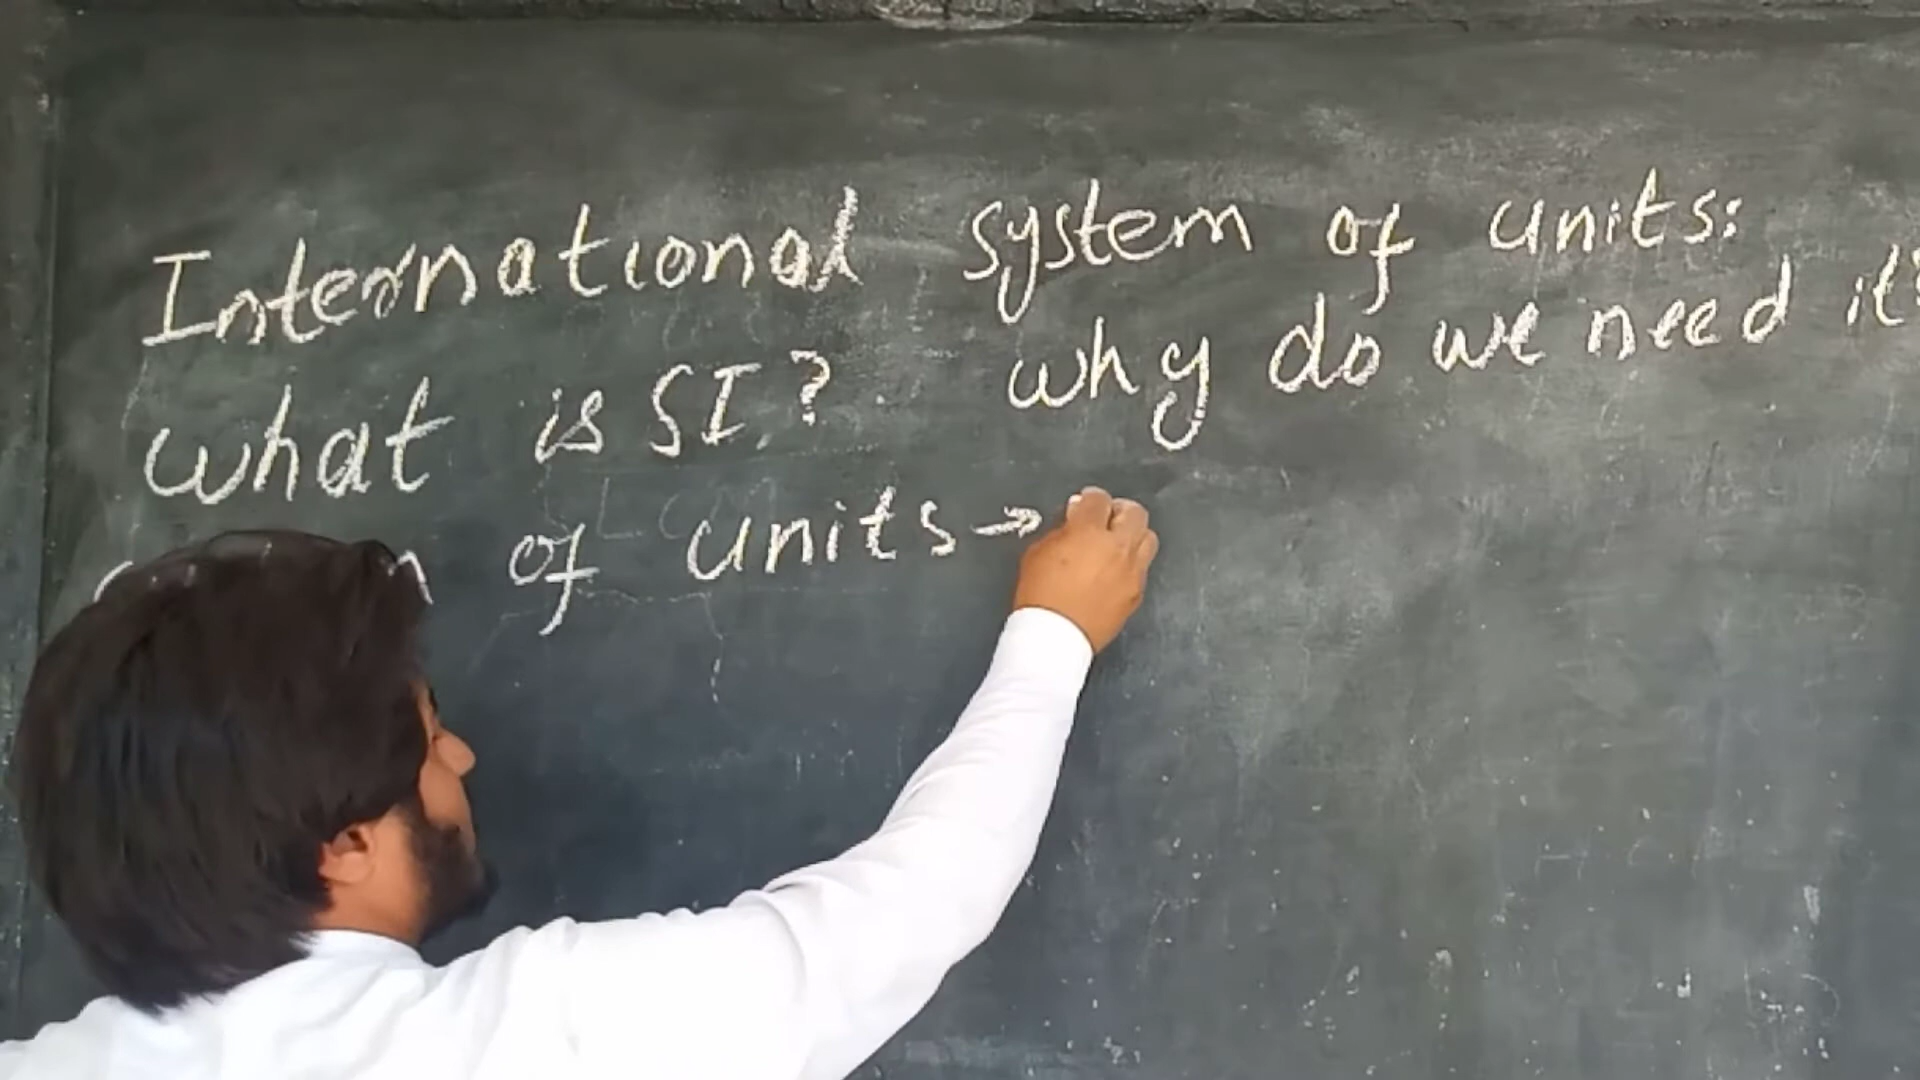 International system of units:
what is SI? why do we need it?
of units →